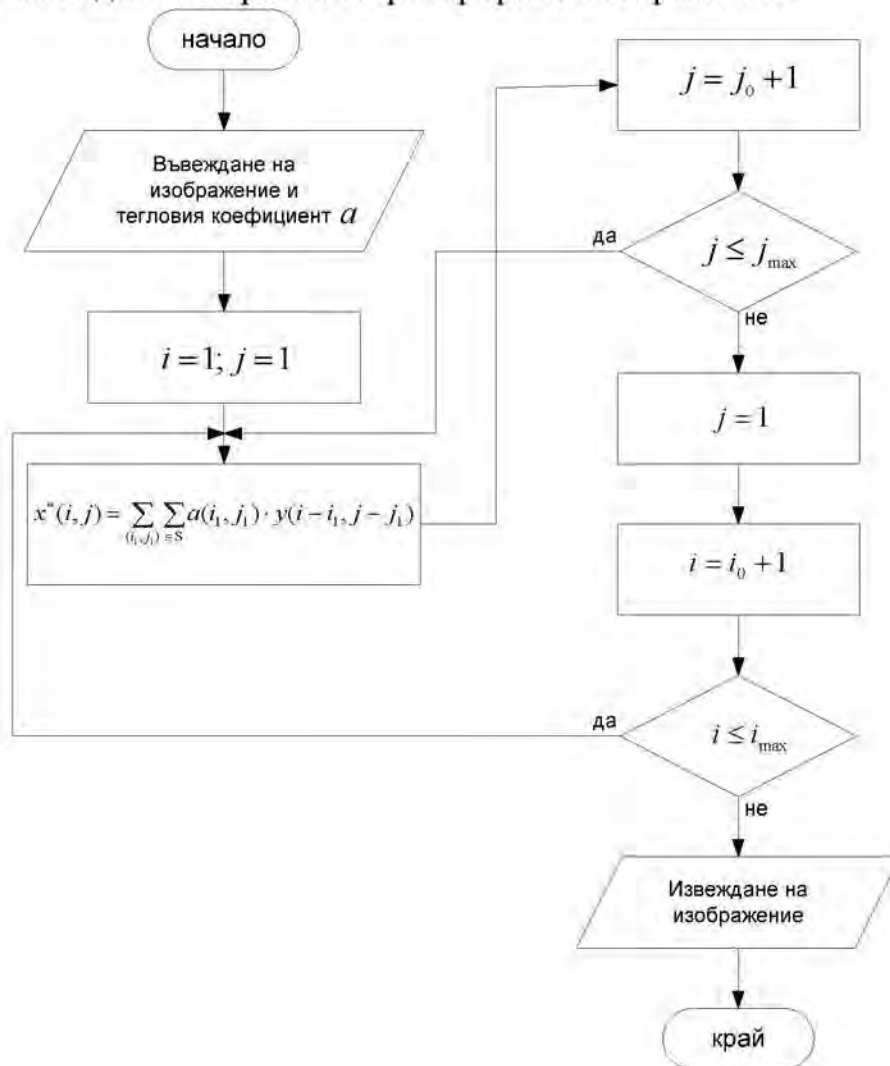 начало
Въвеждане на
изображение и
тегловия коефициент a
i = 1; j = 1
x^*(i, j) = ∑ ∑ a(i₁, j₁) · y(i − i₁, j − j₁)
(i₁, j₁) ∈ S
j = j₀ + 1
j ≤ j_max
да
не
j = 1
i = i₀ + 1
i ≤ i_max
да
не
Извеждане на
изображение
край